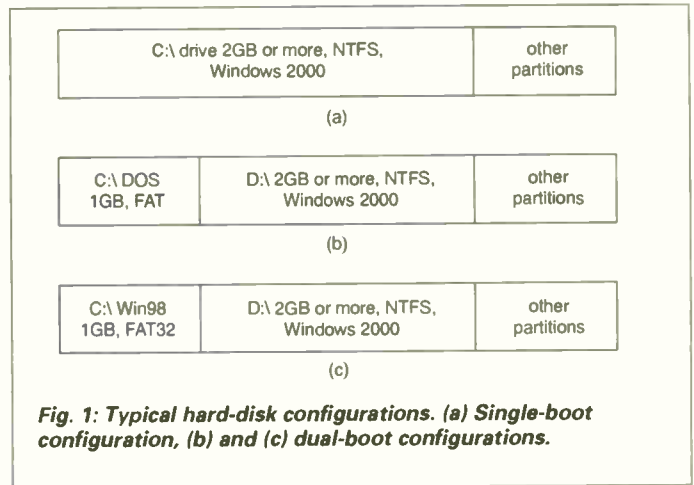 C:\ drive 2GB or more, NTFS,
Windows 2000
other
partitions
(a)
C:\ DOS
1GB, FAT
D:\ 2GB or more, NTFS,
Windows 2000
other
partitions
(b)
C:\ Win98
1GB, FAT32
D:\ 2GB or more, NTFS,
Windows 2000
other
partitions
(c)
Fig. 1: Typical hard-disk configurations. (a) Single-boot
configuration, (b) and (c) dual-boot configurations.